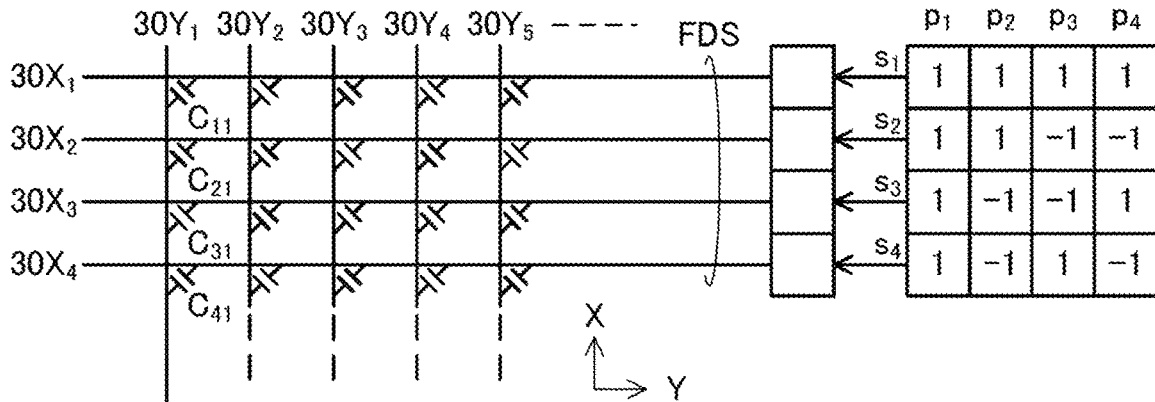 30Y₁ 30Y₂ 30Y₃ 30Y₄ 30Y₅ FDS p₁ p₂ p₃ p₄
30X₁ s₁ 1 1 1 1
C₁₁
30X₂ s₂ 1 1 -1 -1
C₂₁
30X₃ s₃ 1 -1 -1 1
C₃₁
30X₄ s₄ 1 -1 1 -1
C₄₁
X
Y